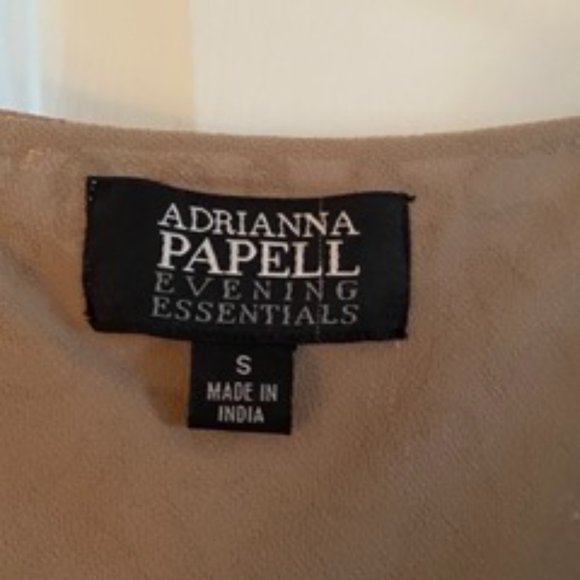 ADRIANNA
PAPELL
EVENING
ESSENTIALS
S
MADE IN
INDIA